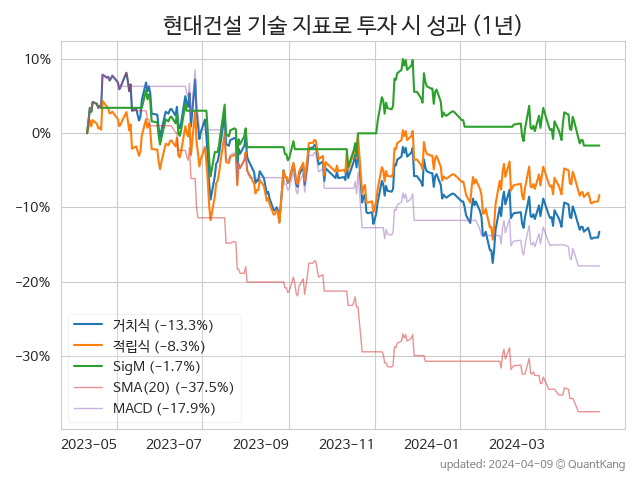 현대건설 기술 지표로 투자 시 성과 (1년)
10%
0%
−10%
−20%
−30%
거치식 (−13.3%)
적립식 (−8.3%)
SigM (−1.7%)
SMA(20) (−37.5%)
MACD (−17.9%)
2023-05 2023-07 2023-09 2023-11 2024-01 2024-03
updated: 2024-04-09 © QuantKang